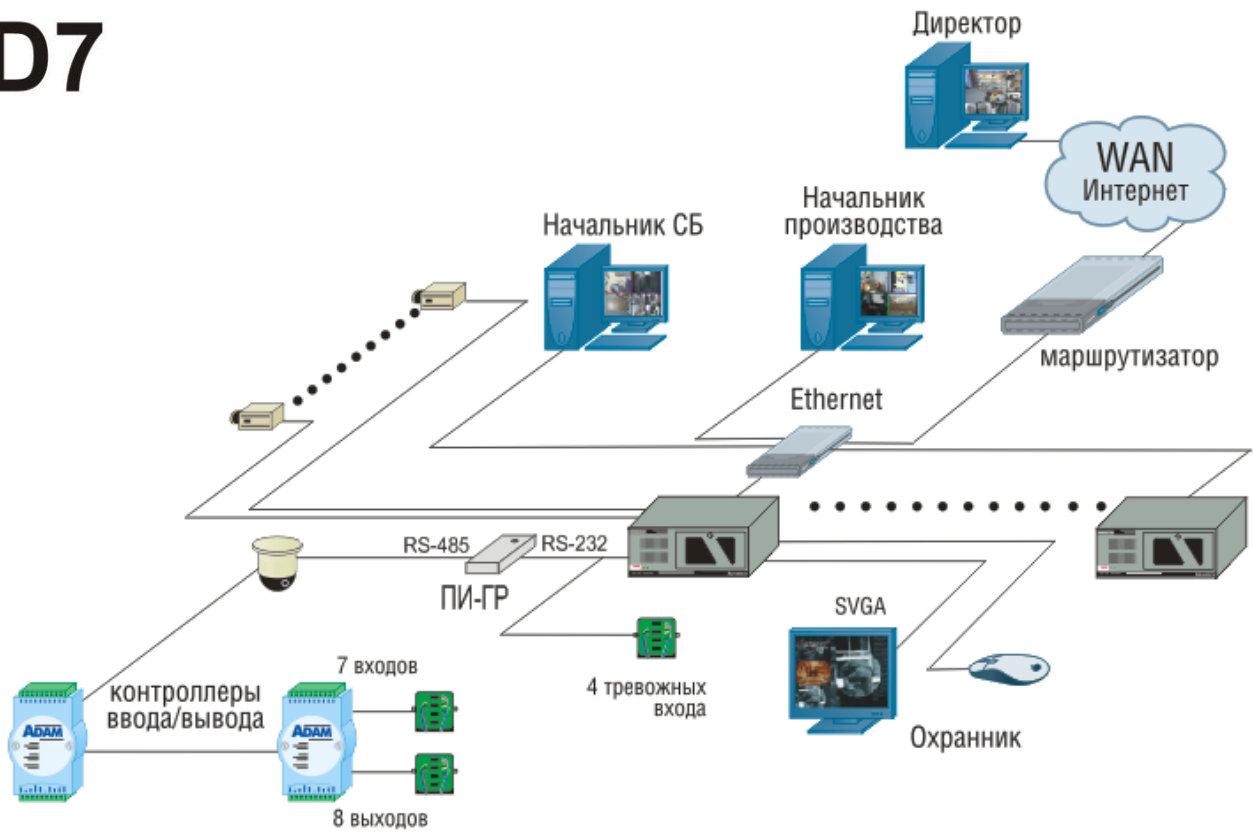 D7
Директор
WAN
Интернет
Начальник
производства
Начальник СБ
маршрутизатор
Ethernet
RS-485
RS-232
ПИ-ГР
SVGA
7 входов
4 тревожных
входа
контроллеры
ввода/вывода
ADAM
ADAM
Охранник
8 выходов